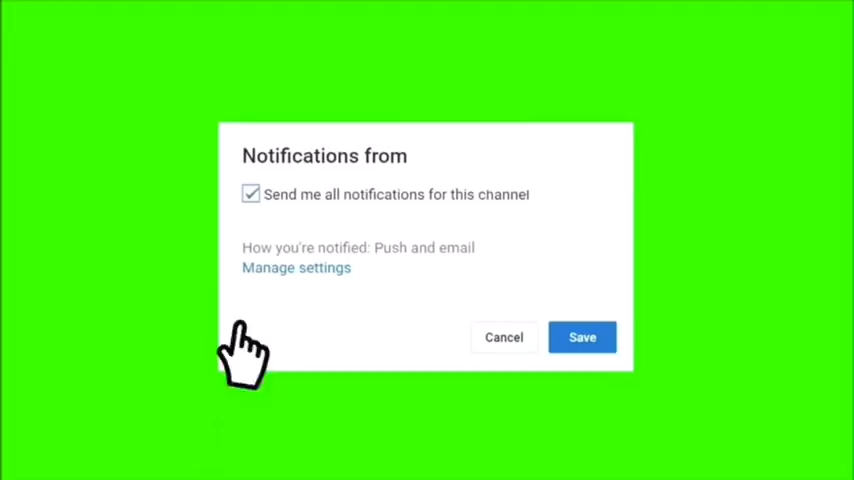 Notifications from
Send me all notifications for this channel
How you're notified: Push and email
Manage settings
Cancel Save